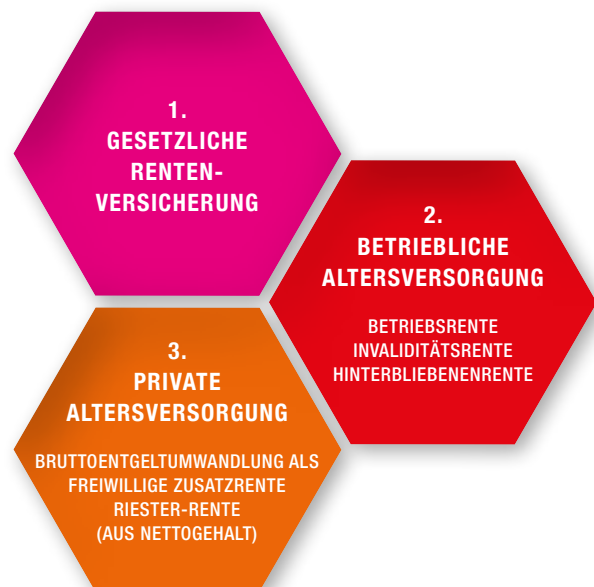 1.
GESETZLICHE
RENTEN-
VERSICHERUNG
2.
BETRIEBLICHE
ALTERSVERSORGUNG
BETRIEBSRENTE
INVALIDITÄTSRENTE
HINTERBLIEBENENRENTE
3.
PRIVATE
ALTERSVERSORGUNG
BRUTTOENTGELTUMWANDLUNG ALS
FREIWILLIGE ZUSATZRENTE
RIESTER-RENTE
(AUS NETTOGEHALT)